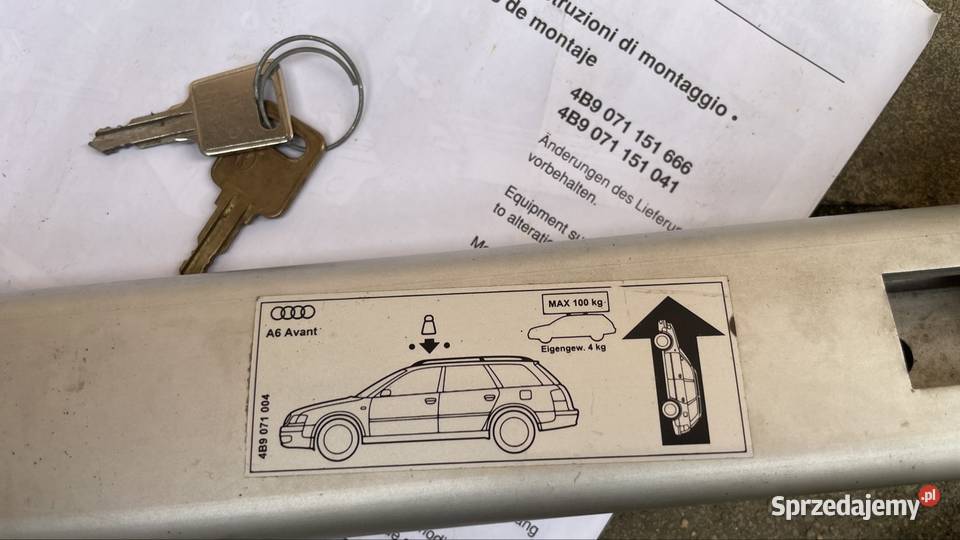 truzioni di montaggio •
de montaje
4B9 071 151 666
4B9 071 151 041
Änderungen des Lieferu
vorbehalten.
Equipment su
to alterati
A6 Avant
MAX 100 kg
Eigengew. 4 kg
4B9 071 004
Sprzedajemy.pl